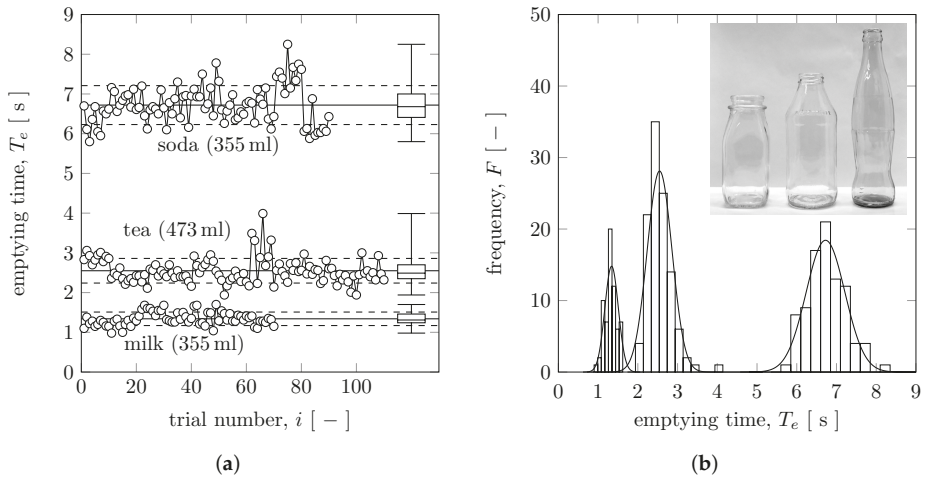 9
8
7
6
5
4
3
2
1
0
emptying time, T_e [ s ]
soda (355 ml)
tea (473 ml)
milk (355 ml)
0 20 40 60 80 100
trial number, i [ − ]
(a)
50
40
30
20
10
0
frequency, F [ − ]
0 1 2 3 4 5 6 7 8 9
emptying time, T_e [ s ]
(b)